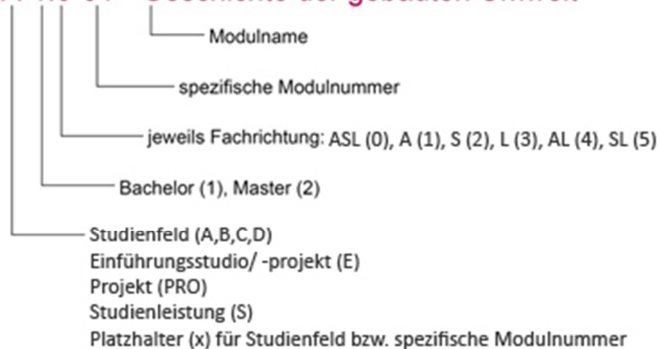 Modulname
spezifische Modulnummer
jeweils Fachrichtung: ASL (0), A (1), S (2), L (3), AL (4), SL (5)
Bachelor (1), Master (2)
Studienfeld (A,B,C,D)
Einführungsstudio/ -projekt (E)
Projekt (PRO)
Studienleistung (S)
Platzhalter (x) für Studienfeld bzw. spezifische Modulnummer